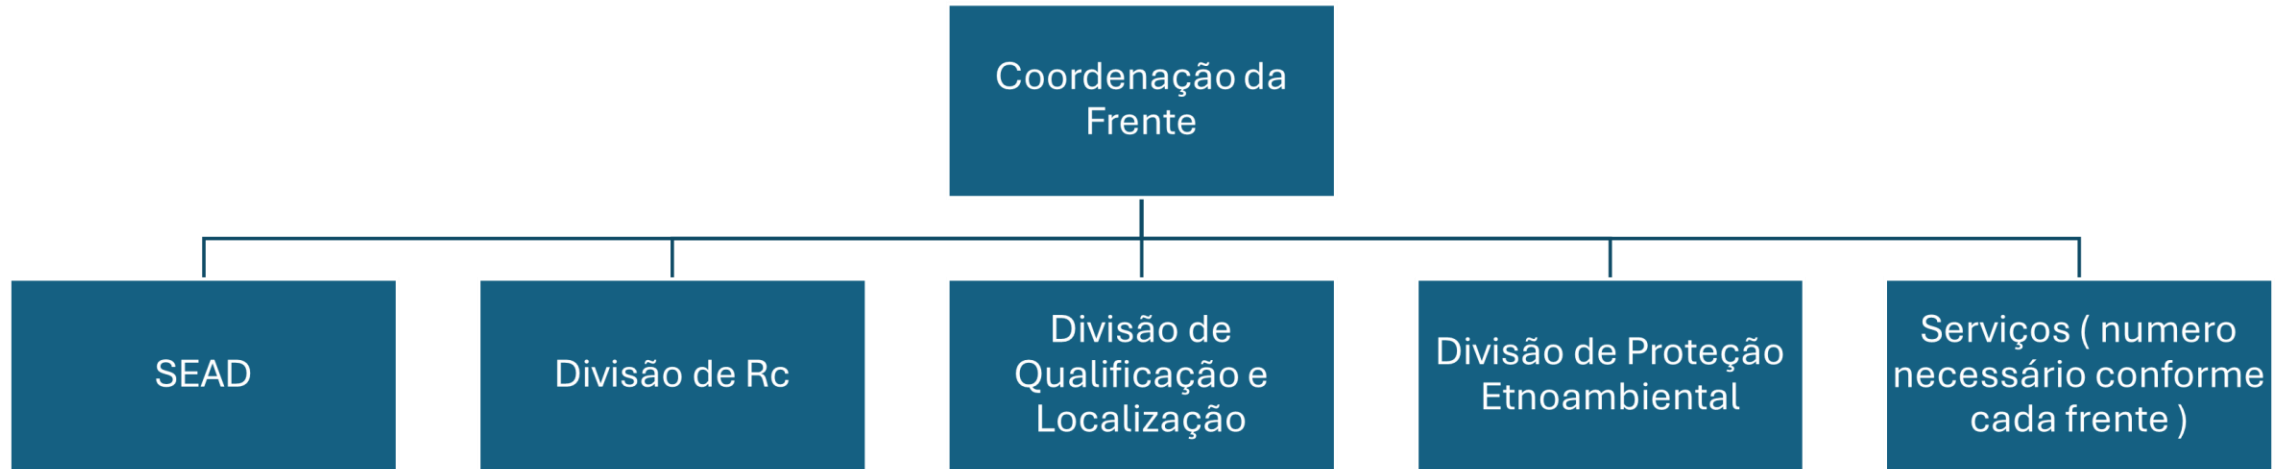 Coordenação da
Frente
SEAD
Divisão de Rc
Divisão de
Qualificação e
Localização
Divisão de Proteção
Etnoambiental
Serviços ( numero
necessário conforme
cada frente )